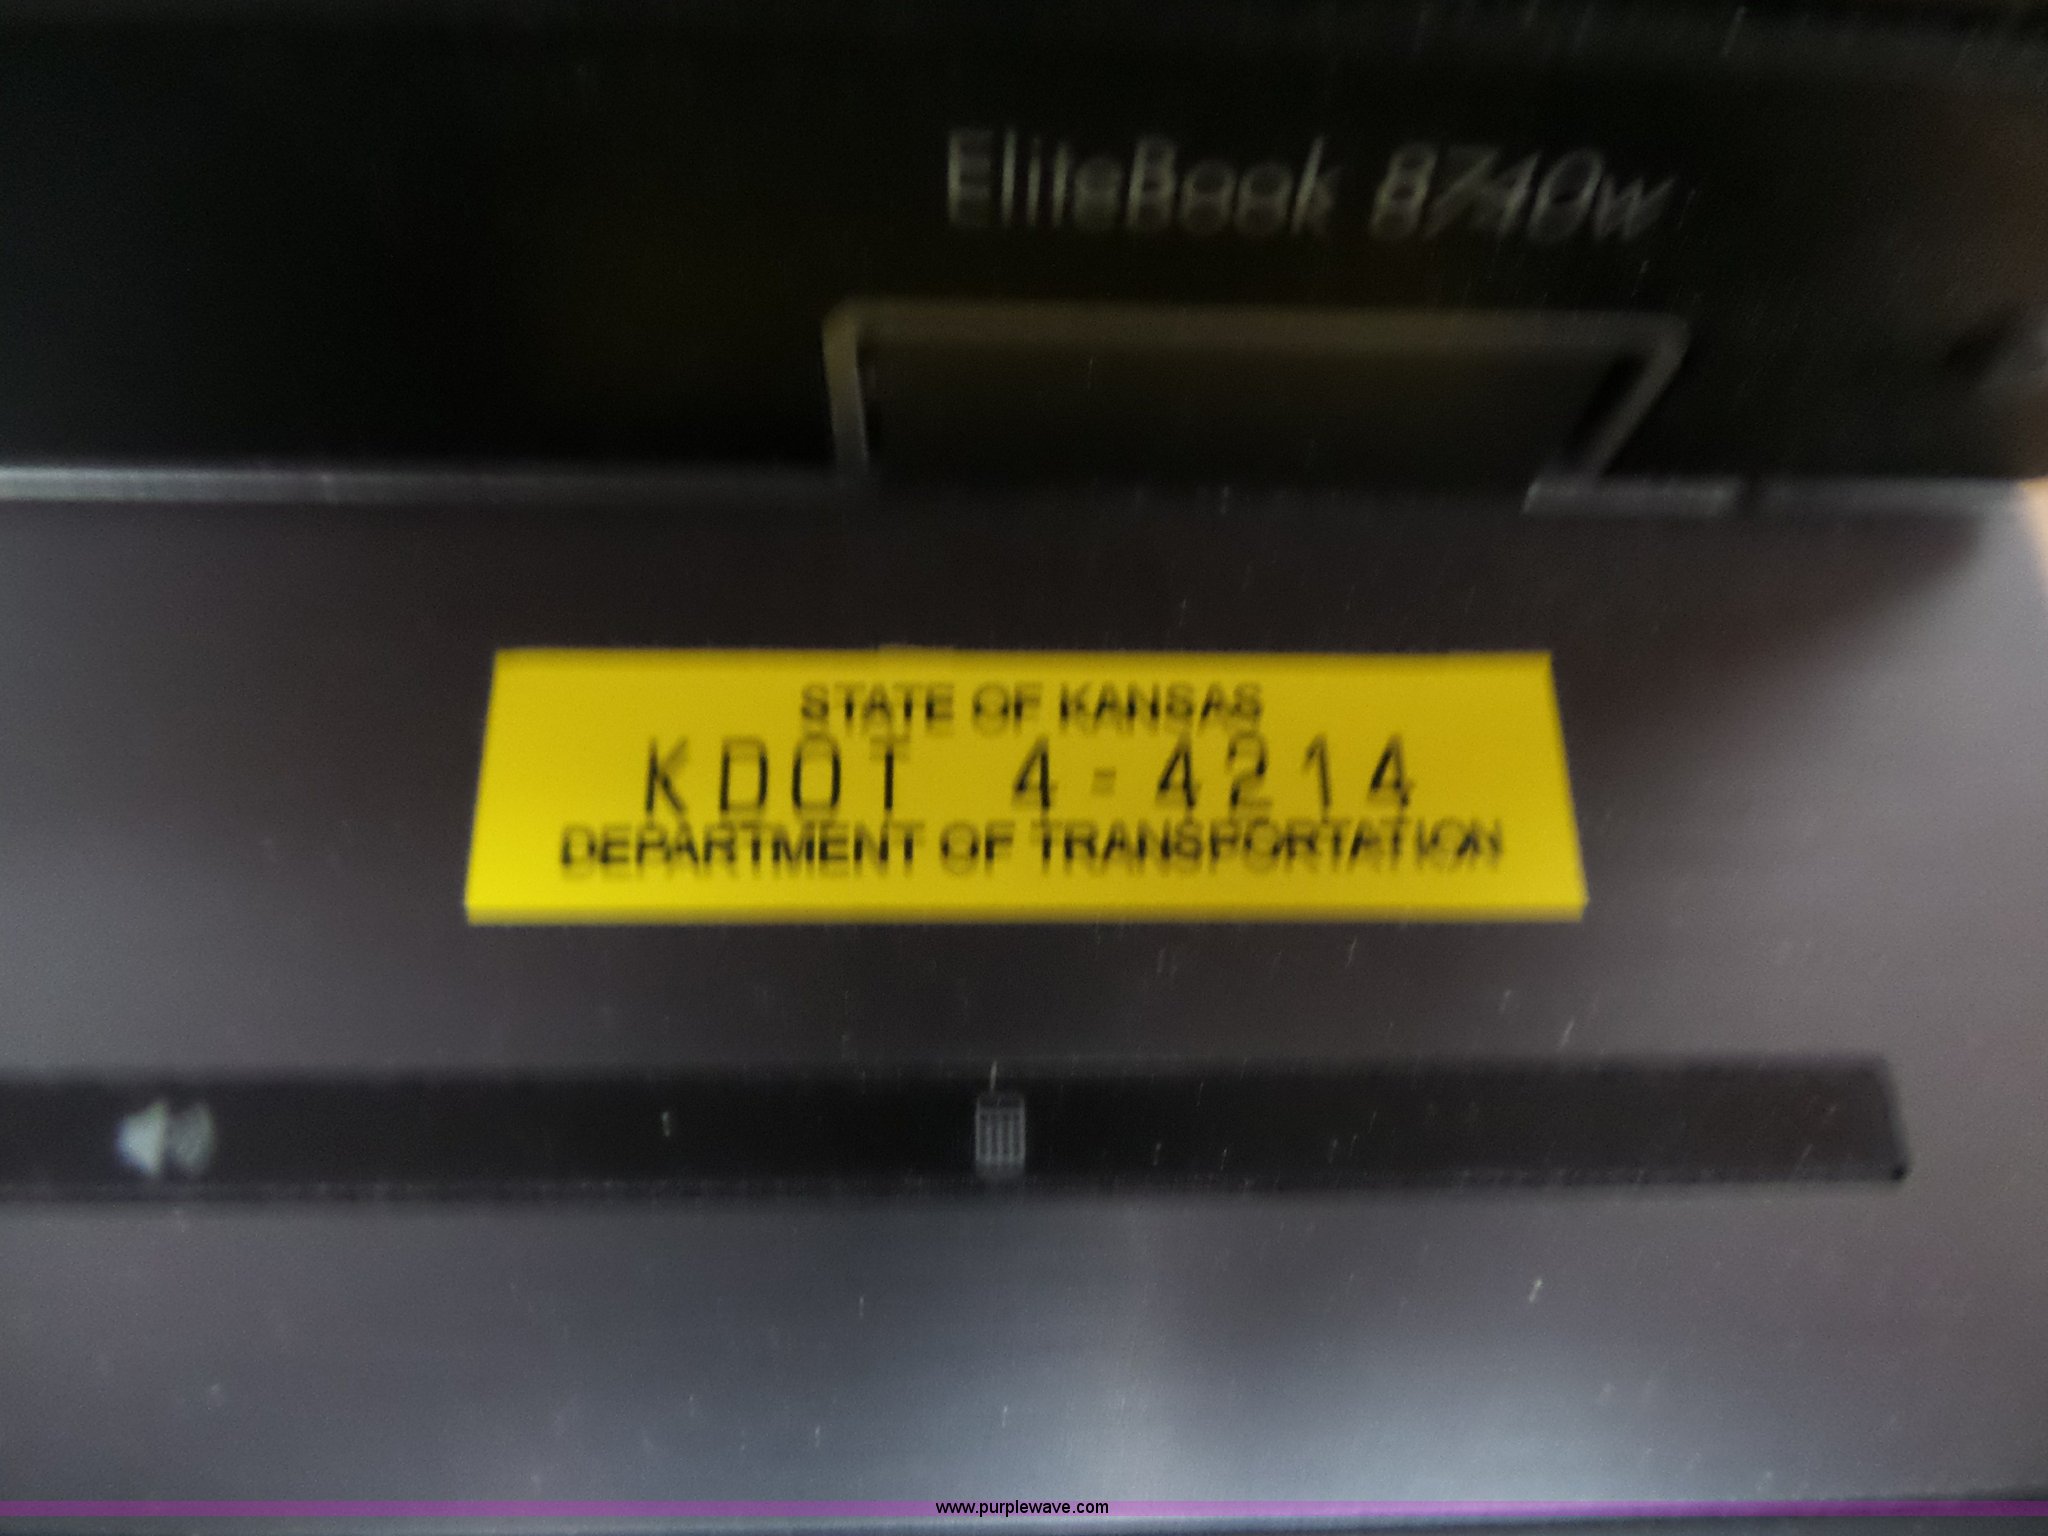 EliteBook 8740w
STATE OF KANSAS
KDOT 4-4214
DEPARTMENT OF TRANSPORTATION
www.purplewave.com